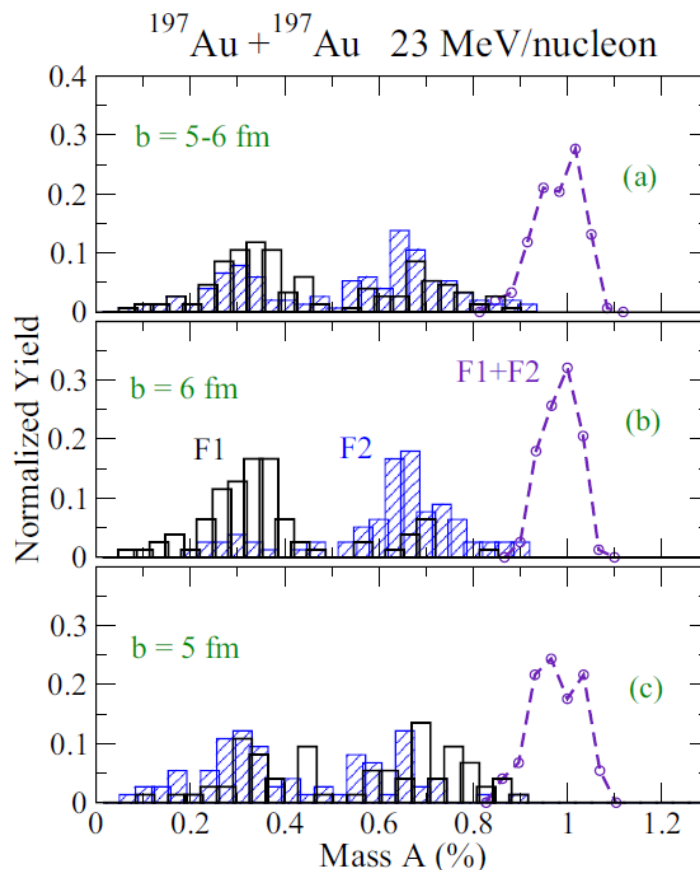 ¹⁹⁷Au + ¹⁹⁷Au 23 MeV/nucleon
0.4
b = 5-6 fm
(a)
0.3
0.2
0.1
0
F1+F2
b = 6 fm
(b)
0.3
F1
F2
0.2
0.1
0
Normalized Yield
b = 5 fm
(c)
0.3
0.2
0.1
0
0 0.2 0.4 0.6 0.8 1 1.2
Mass A (%)